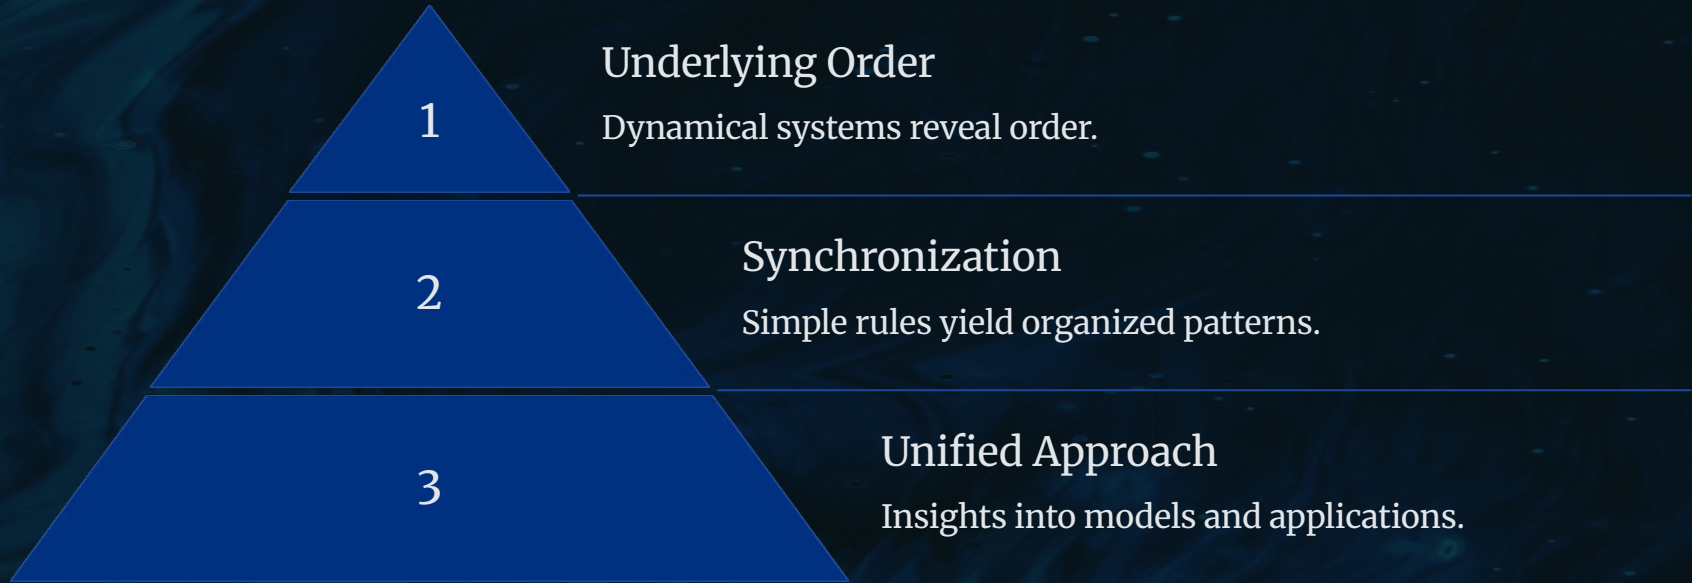 1
Underlying Order
Dynamical systems reveal order.
2
Synchronization
Simple rules yield organized patterns.
3
Unified Approach
Insights into models and applications.